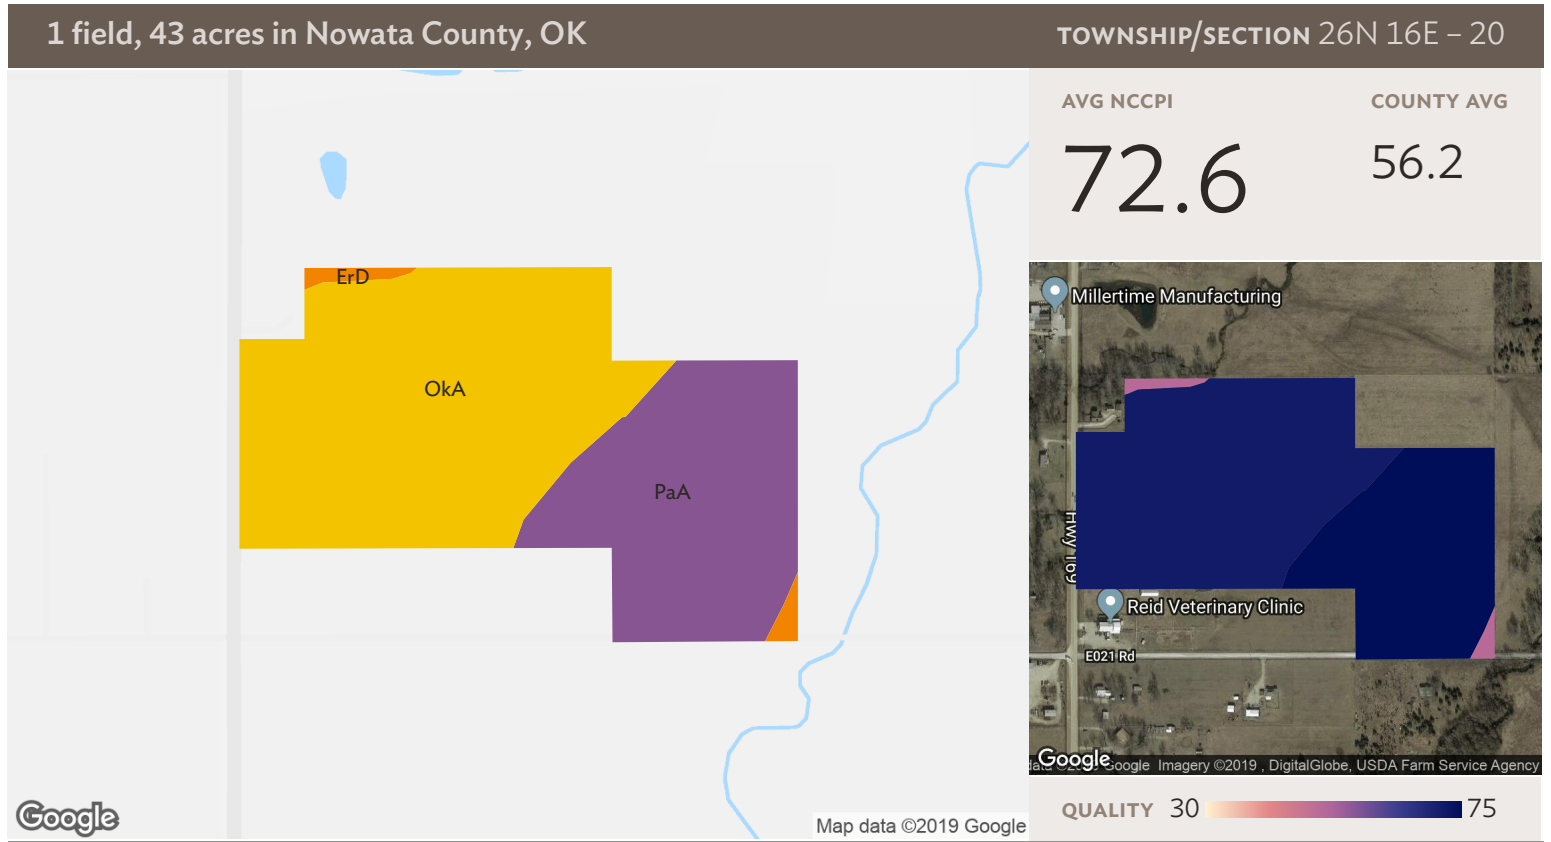 1 field, 43 acres in Nowata County, OK
TOWNSHIP/SECTION 26N 16E – 20
AVG NCCPI
COUNTY AVG
72.6
56.2
ErD
OkA
PaA
Millertime Manufacturing
Hwy 169
Reid Veterinary Clinic
E021 Rd
Google
Google Imagery ©2019 , DigitalGlobe, USDA Farm Service Agency
Google
Map data ©2019 Google
QUALITY 30
75